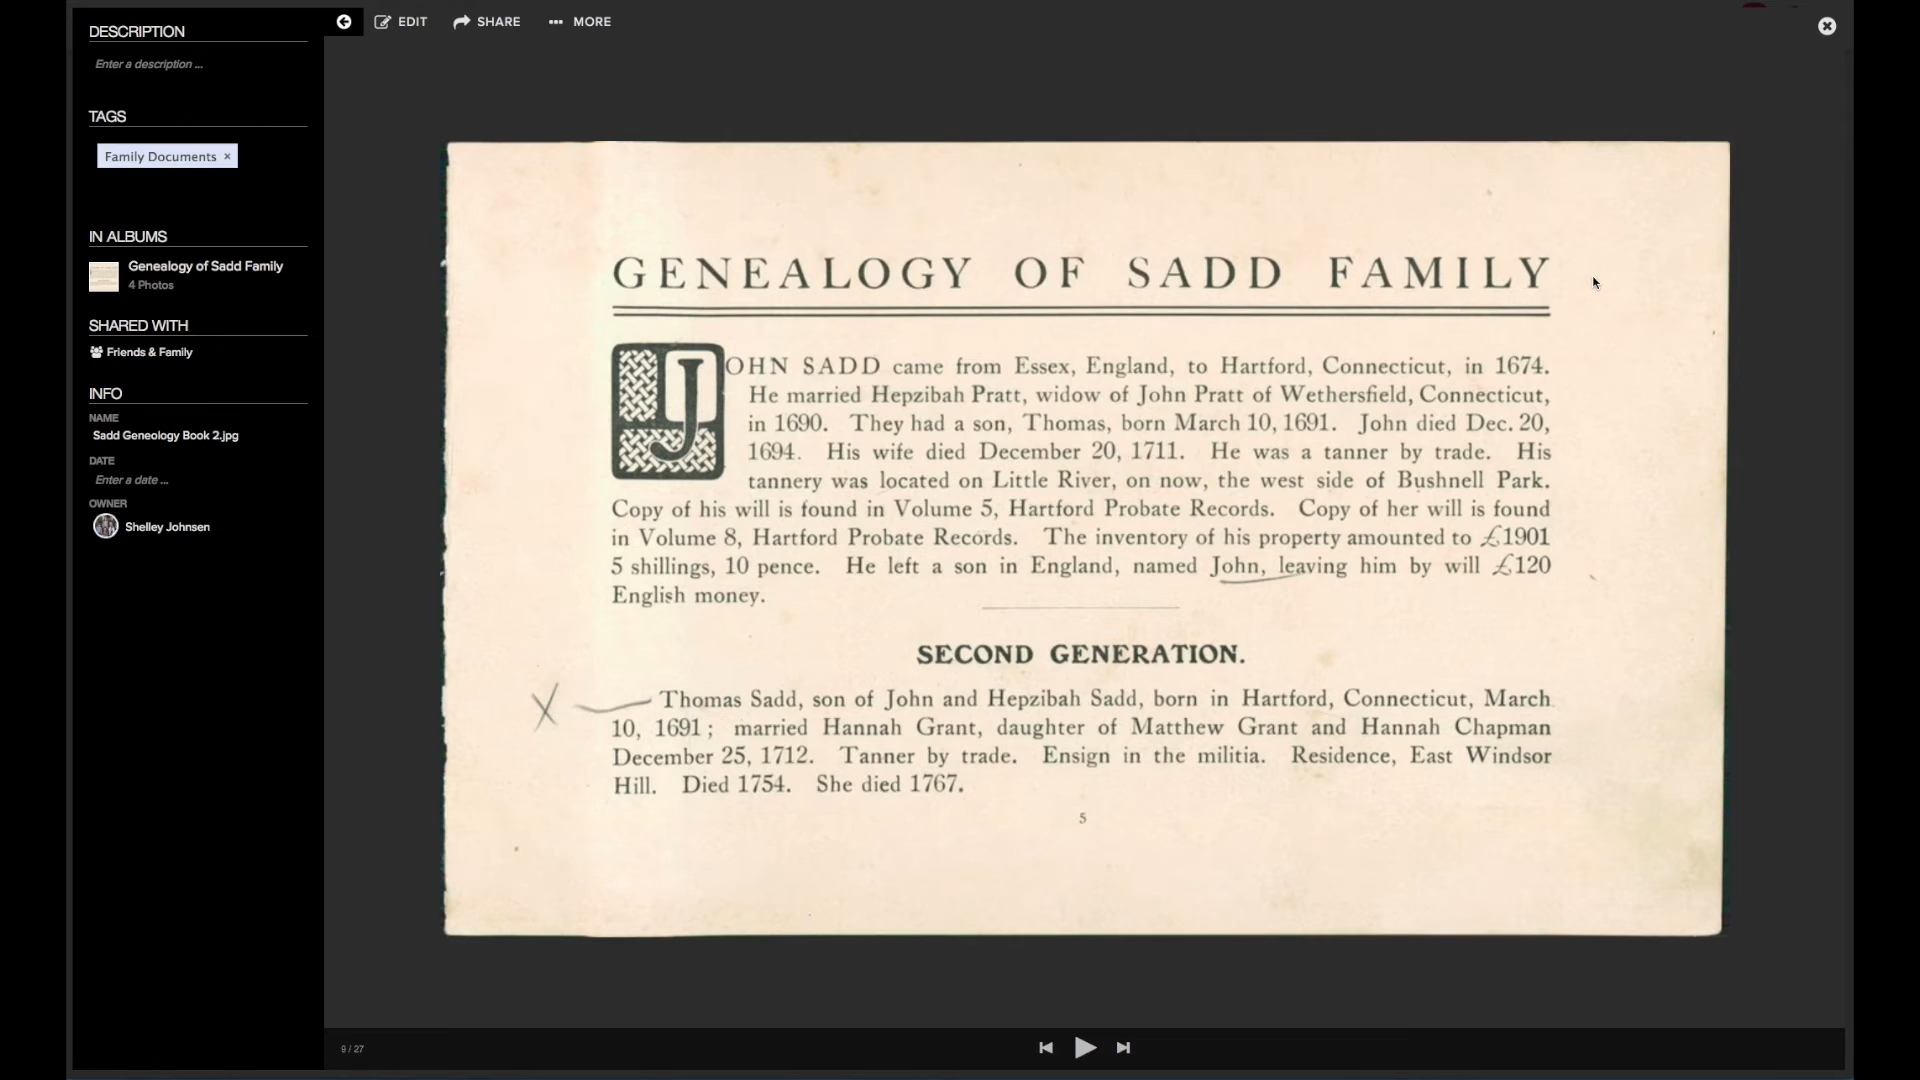 DESCRIPTION
Enter a description ...
TAGS
Family Documents ×
IN ALBUMS
Genealogy of Sadd Family
4 Photos
SHARED WITH
Friends & Family
INFO
NAME
Sadd Geneology Book 2.jpg
DATE
Enter a date ...
OWNER
Shelley Johnsen
EDIT SHARE MORE
GENEALOGY OF SADD FAMILY
JOHN SADD came from Essex, England, to Hartford, Connecticut, in 1674.
He married Hepzibah Pratt, widow of John Pratt of Wethersfield, Connecticut,
in 1690. They had a son, Thomas, born March 10, 1691. John died Dec. 20,
1694. His wife died December 20, 1711. He was a tanner by trade. His
tannery was located on Little River, on now, the west side of Bushnell Park.
Copy of his will is found in Volume 5, Hartford Probate Records. Copy of her will is found
in Volume 8, Hartford Probate Records. The inventory of his property amounted to £1901
5 shillings, 10 pence. He left a son in England, named John, leaving him by will £120
English money.
SECOND GENERATION.
X — Thomas Sadd, son of John and Hepzibah Sadd, born in Hartford, Connecticut, March
10, 1691; married Hannah Grant, daughter of Matthew Grant and Hannah Chapman
December 25, 1712. Tanner by trade. Ensign in the militia. Residence, East Windsor
Hill. Died 1754. She died 1767.
5
9 / 27